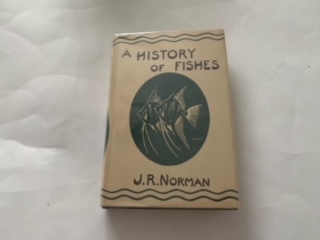 A HISTORY
OF FISHES
J.R. NORMAN